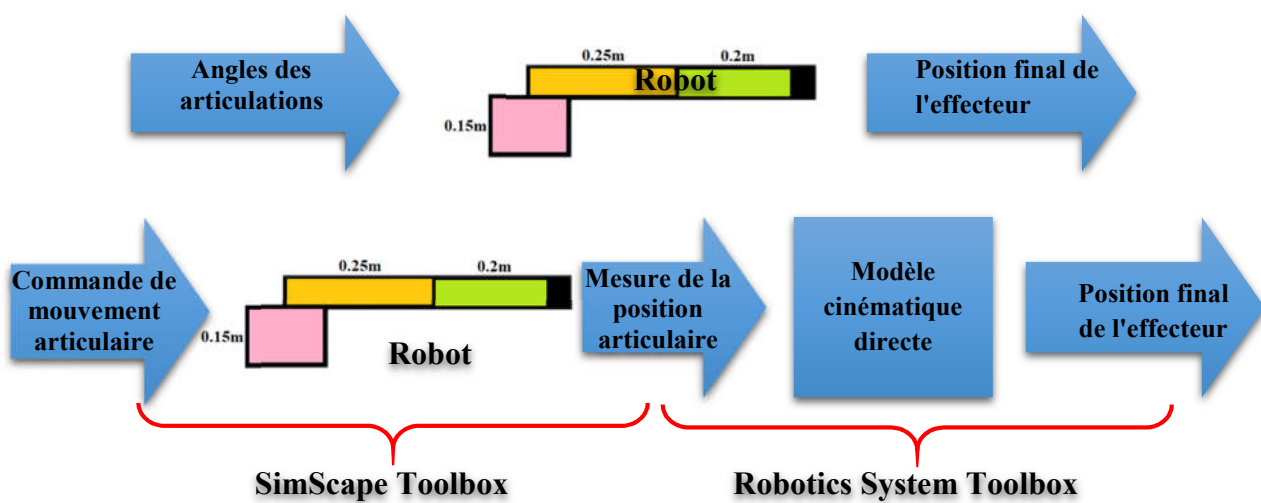 Angles des
articulations
0.25m
0.2m
Robot
0.15m
Position final de
l'effecteur
Commande de
mouvement
articulaire
0.25m
0.2m
0.15m
Robot
Mesure de la
position
articulaire
Modèle
cinématique
directe
Position final
de l'effecteur
SimScape Toolbox
Robotics System Toolbox